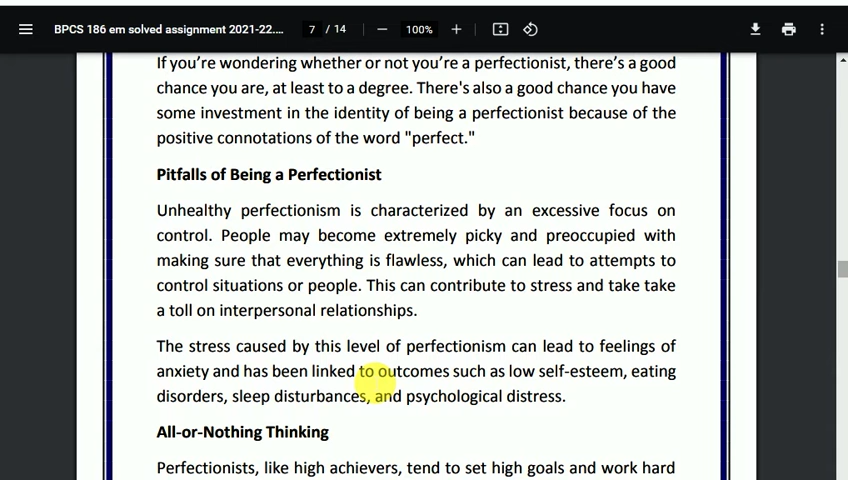 BPCS 186 em solved assignment 2021-22....
7 / 14
100%
If you're wondering whether or not you're a perfectionist, there's a good
chance you are, at least to a degree. There's also a good chance you have
some investment in the identity of being a perfectionist because of the
positive connotations of the word "perfect."
Pitfalls of Being a Perfectionist
Unhealthy perfectionism is characterized by an excessive focus on
control. People may become extremely picky and preoccupied with
making sure that everything is flawless, which can lead to attempts to
control situations or people. This can contribute to stress and take take
a toll on interpersonal relationships.
The stress caused by this level of perfectionism can lead to feelings of
anxiety and has been linked to outcomes such as low self-esteem, eating
disorders, sleep disturbances, and psychological distress.
All-or-Nothing Thinking
Perfectionists, like high achievers, tend to set high goals and work hard